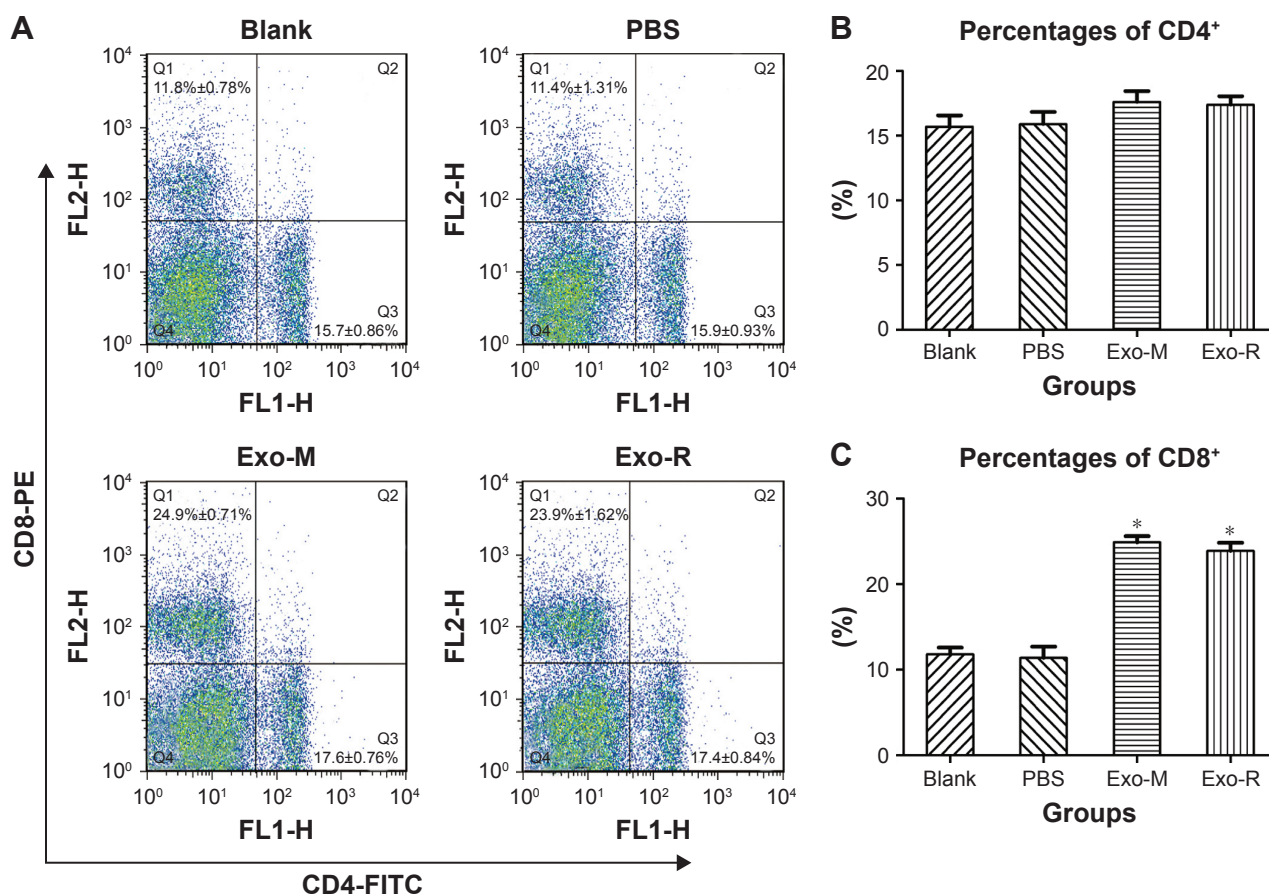 A
Blank
10⁴
10³
10²
10¹
10⁰
FL2-H
Q1
11.8%±0.78%
Q2
Q3
15.7±0.86%
Q4
10⁰ 10¹ 10² 10³ 10⁴
FL1-H
PBS
10⁴
10³
10²
10¹
10⁰
FL2-H
Q1
11.4%±1.31%
Q2
Q3
15.9±0.93%
Q4
10⁰ 10¹ 10² 10³ 10⁴
FL1-H
Exo-M
10⁴
10³
10²
10¹
10⁰
FL2-H
Q1
24.9%±0.71%
Q2
Q3
17.6±0.76%
Q4
10⁰ 10¹ 10² 10³ 10⁴
FL1-H
Exo-R
10⁴
10³
10²
10¹
10⁰
FL2-H
Q1
23.9%±1.62%
Q2
Q3
17.4±0.84%
Q4
10⁰ 10¹ 10² 10³ 10⁴
FL1-H
CD8-PE
CD4-FITC
B
Percentages of CD4⁺
20
15
10
5
0
(%)
Blank PBS Exo-M Exo-R
Groups
C
Percentages of CD8⁺
30
20
10
0
(%)
* *
Blank PBS Exo-M Exo-R
Groups